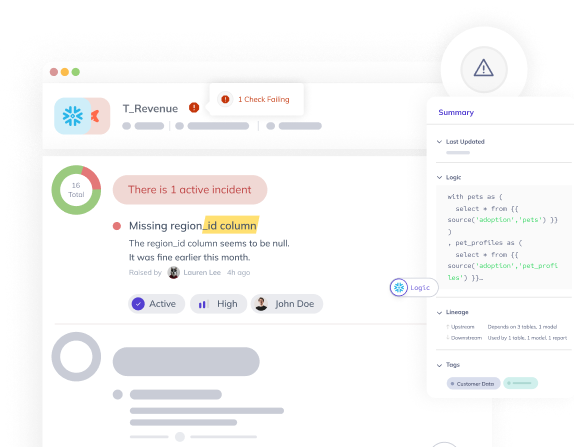 T_Revenue
1 Check Failing
16
Total
There is 1 active incident
Missing region_id column
The region_id column seems to be null.
It was fine earlier this month.
Raised by Lauren Lee 4h ago
Active
High
John Doe
Logic
Summary
Last Updated
Logic
with pets as (
select * from {{
source('adoption','pets') }}
)
, pet_profiles as (
select * from {{
source('adoption','pet_profi
les') }}…
Lineage
↑ Upstream Depends on 3 tables, 1 model
↓ Downstream Used by 1 table, 1 model, 1 report
Tags
Customer Data